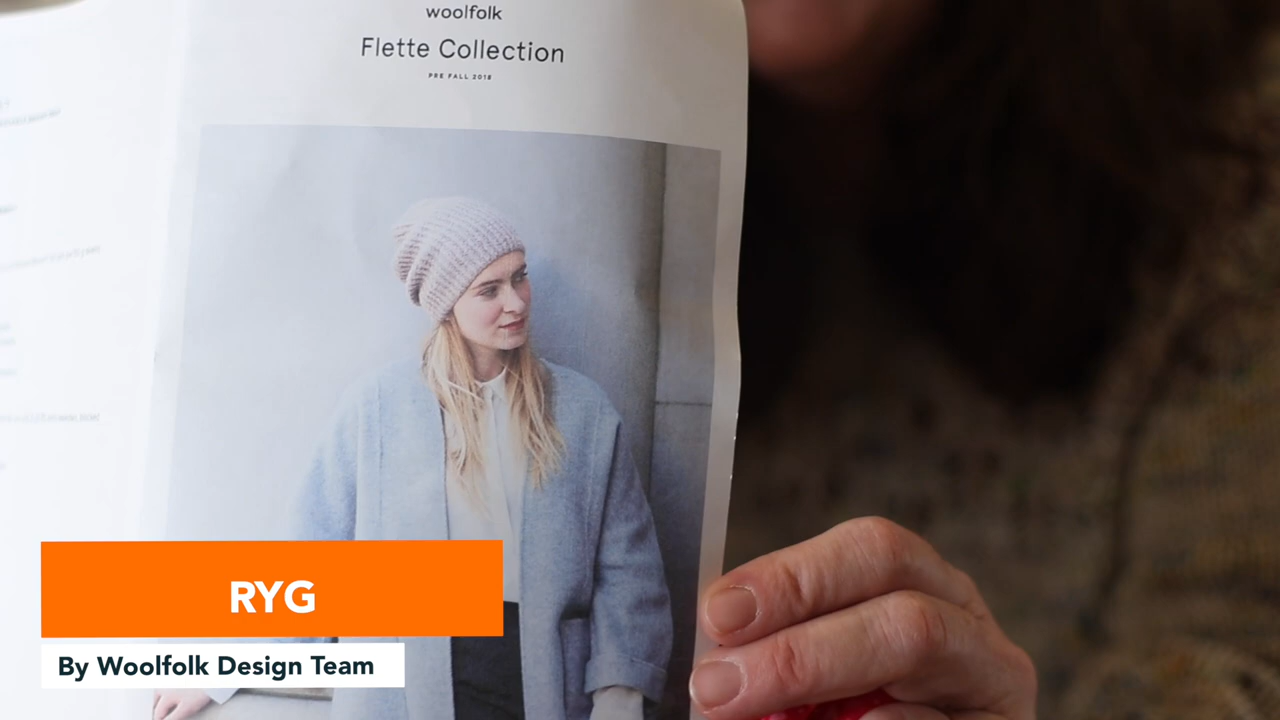 woolfolk
Flette Collection
PRE FALL 2018
RYG
By Woolfolk Design Team